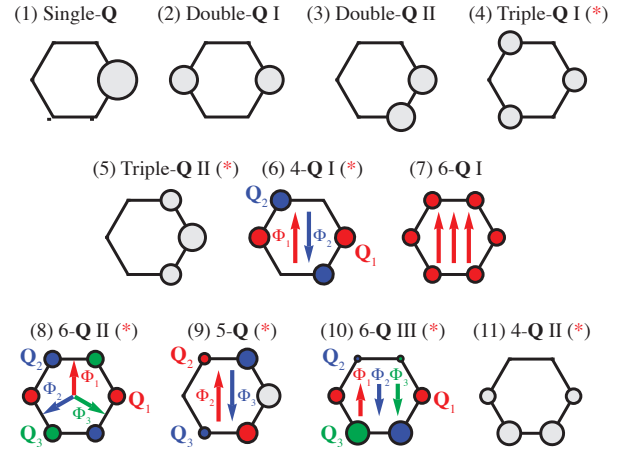 (1) Single-Q (2) Double-Q I (3) Double-Q II (4) Triple-Q I (*)
(5) Triple-Q II (*) (6) 4-Q I (*) (7) 6-Q I
Q₂
Φ₁ Φ₂
Q₁
(8) 6-Q II (*) (9) 5-Q (*) (10) 6-Q III (*) (11) 4-Q II (*)
Q₂ Φ₁ Q₂ Q₂ Φ₁ Φ₂ Φ₃
Φ₂ Q₁ Φ₂ Φ₃ Q₁
Φ₃
Q₃ Q₃ Q₃